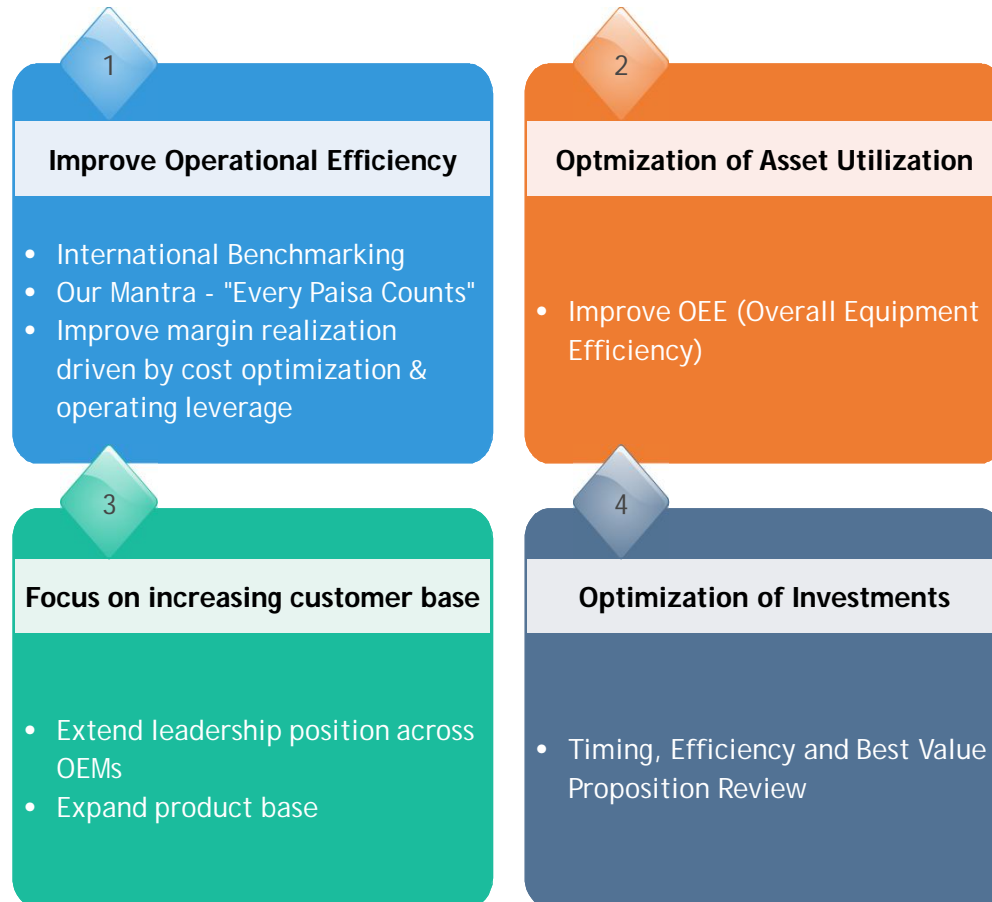 1
Improve Operational Efficiency
• International Benchmarking
• Our Mantra - "Every Paisa Counts"
• Improve margin realization
driven by cost optimization &
operating leverage
2
Optmization of Asset Utilization
• Improve OEE (Overall Equipment
Efficiency)
3
Focus on increasing customer base
• Extend leadership position across
OEMs
• Expand product base
4
Optimization of Investments
• Timing, Efficiency and Best Value
Proposition Review